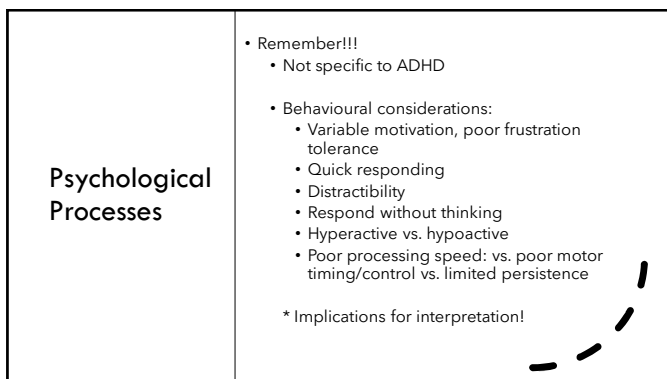 Psychological
Processes
• Remember!!!
• Not specific to ADHD
• Behavioural considerations:
• Variable motivation, poor frustration
tolerance
• Quick responding
• Distractibility
• Respond without thinking
• Hyperactive vs. hypoactive
• Poor processing speed: vs. poor motor
timing/control vs. limited persistence
* Implications for interpretation!